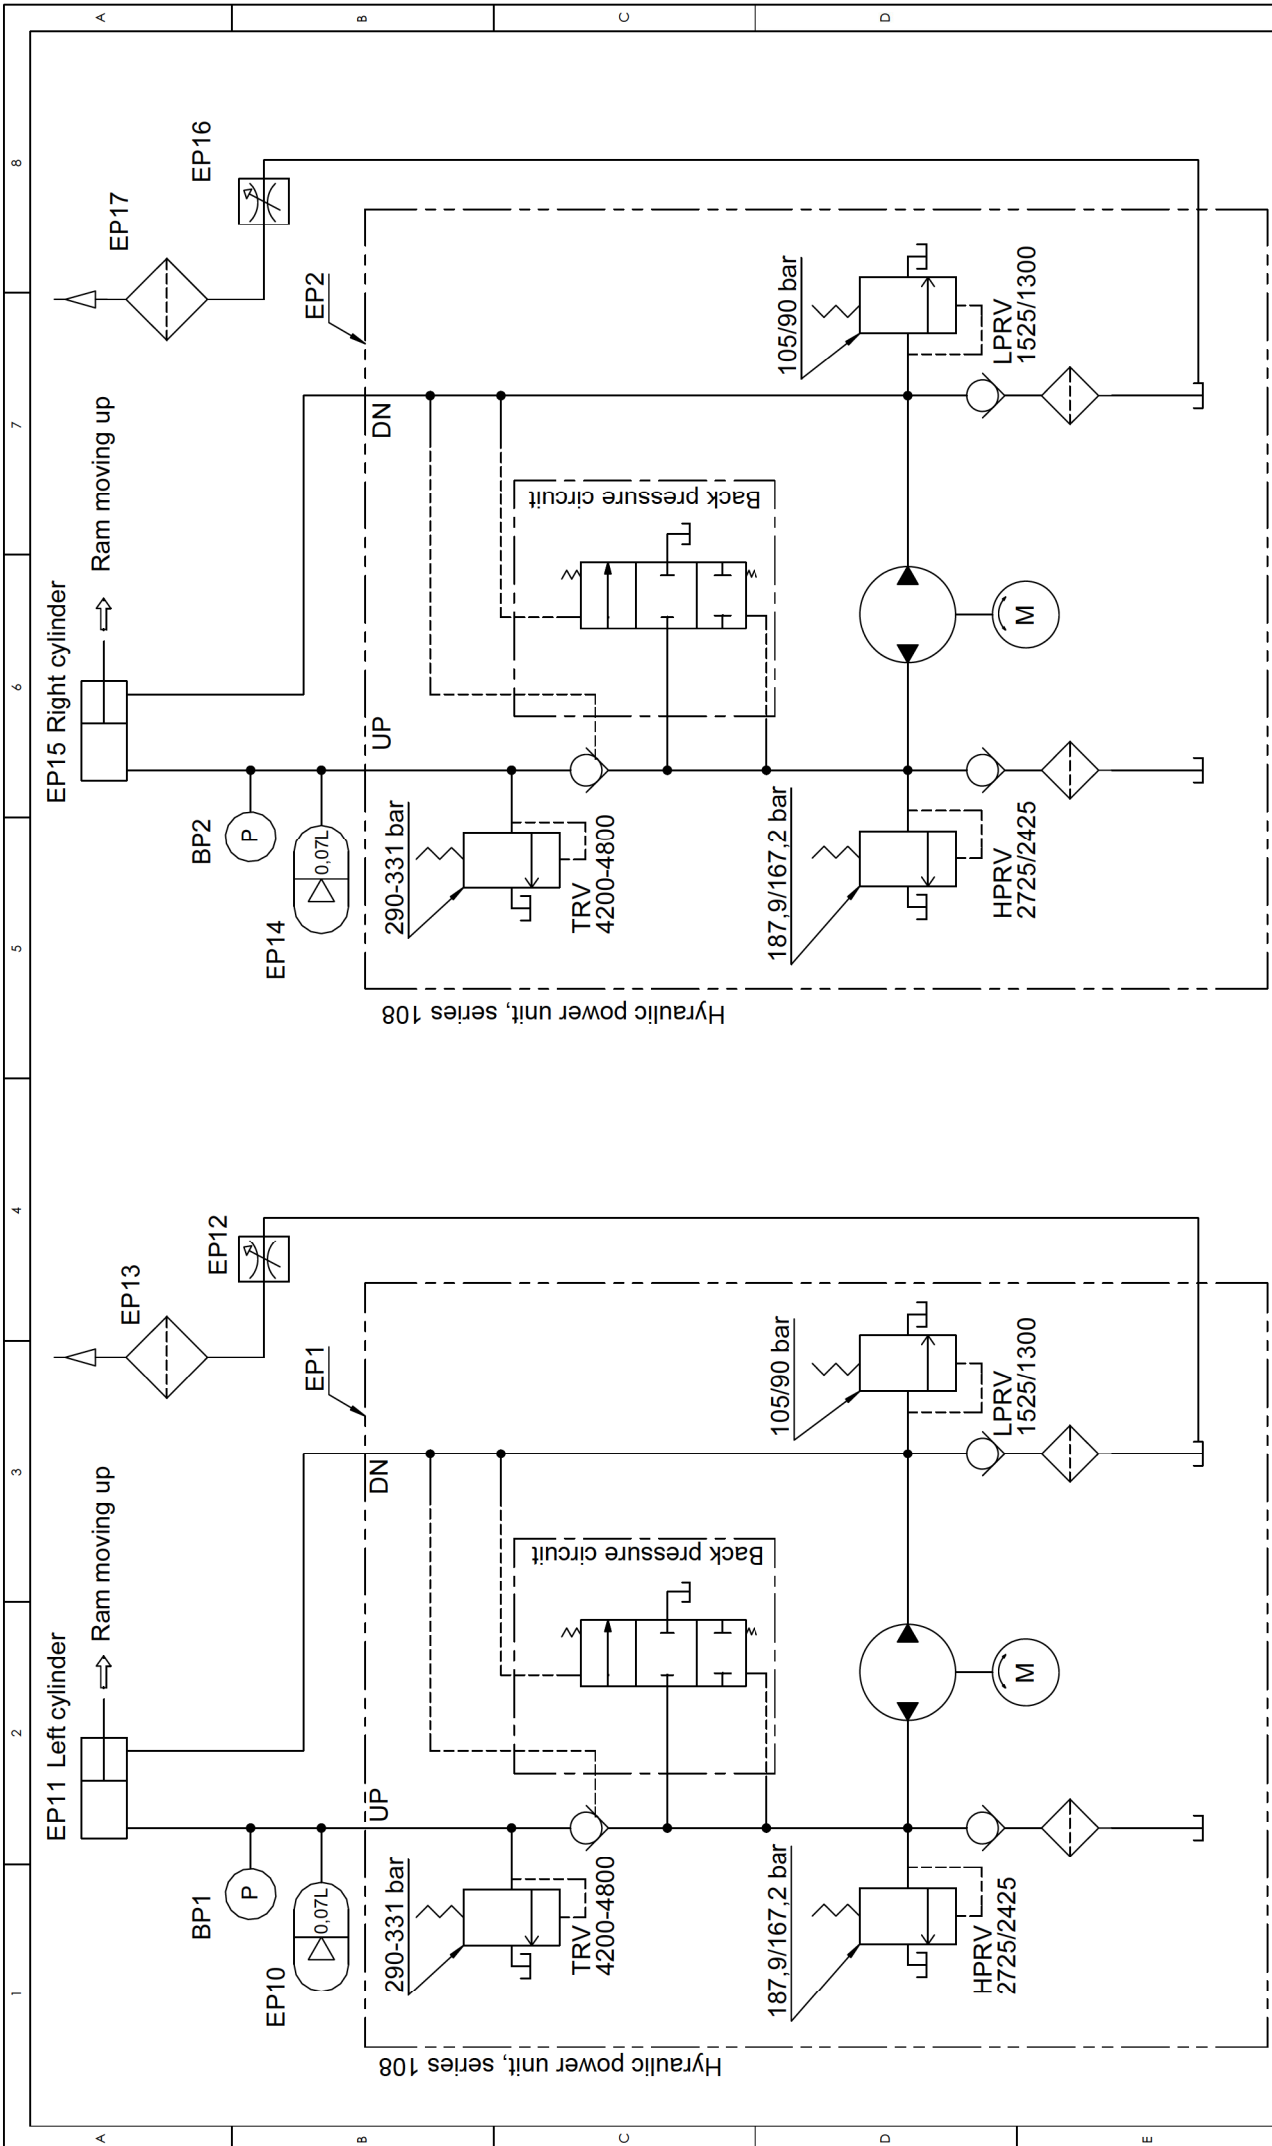 1
2
3
4
5
6
7
8
A
B
C
D
A
B
C
D
E
EP11 Left cylinder
Ram moving up
EP13
EP12
BP1
P
EP10
0,07L
EP1
UP
DN
290-331 bar
TRV
4200-4800
Back pressure circuit
187,9/167,2 bar
HPRV
2725/2425
105/90 bar
LPRV
1525/1300
M
Hyraulic power unit, series 108
EP15 Right cylinder
Ram moving up
EP17
EP16
BP2
P
EP14
0,07L
EP2
UP
DN
290-331 bar
TRV
4200-4800
Back pressure circuit
187,9/167,2 bar
HPRV
2725/2425
105/90 bar
LPRV
1525/1300
M
Hyraulic power unit, series 108